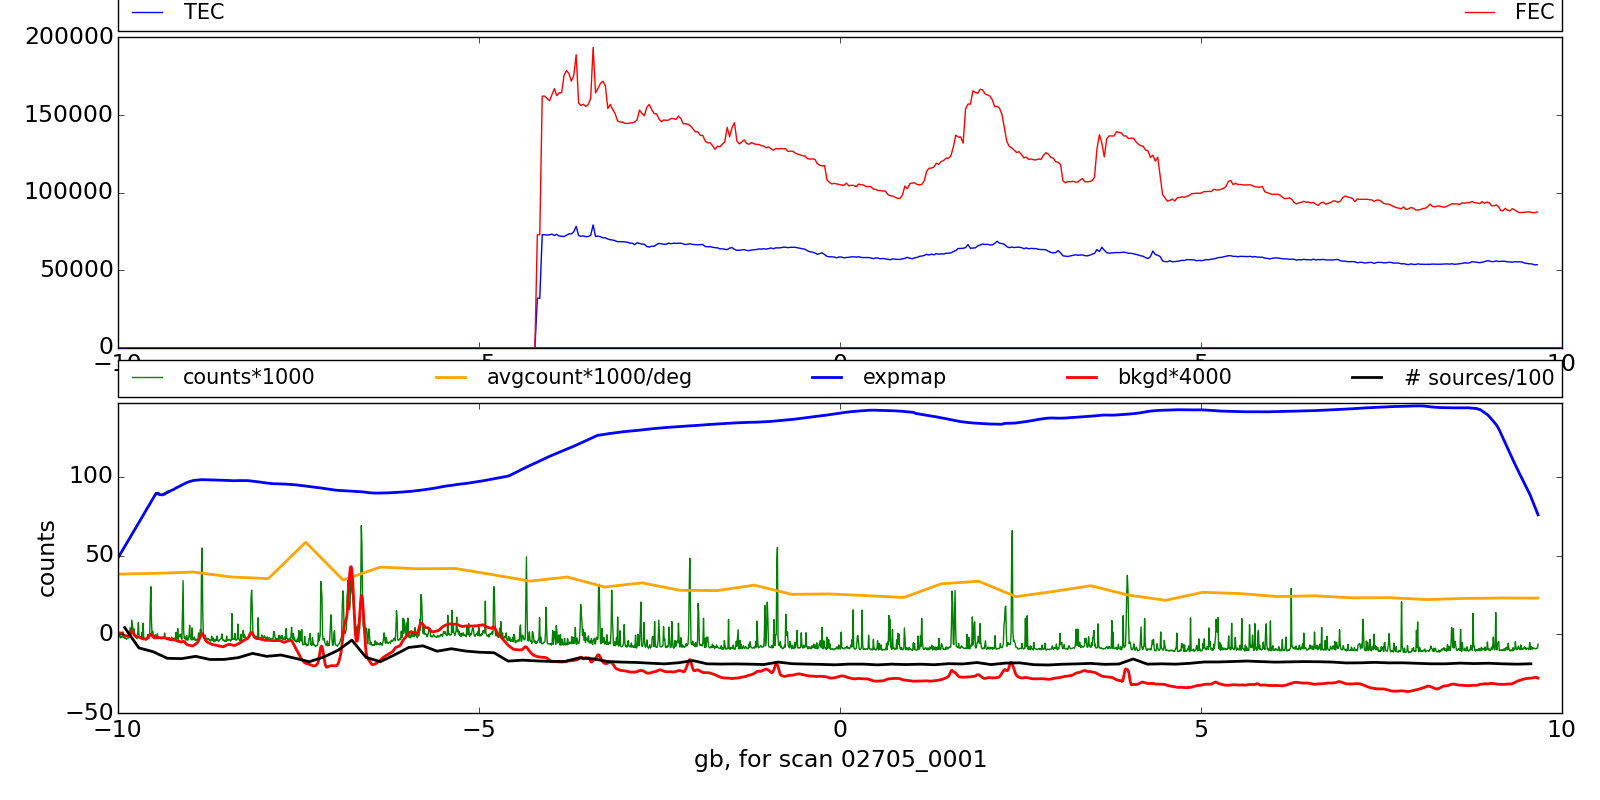 TEC FEC
200000
150000
100000
50000
0
−10 −5 0 5 10
counts*1000 avgcount*1000/deg expmap bkgd*4000 # sources/100
100
50
0
−50
counts
−10 −5 0 5 10
gb, for scan 02705_0001